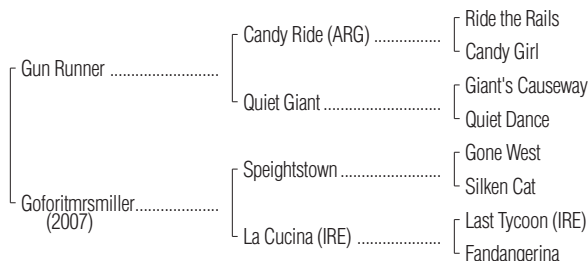 Ride the Rails
Candy Ride (ARG) ..................
Candy Girl
Gun Runner ........................
Giant's Causeway
Quiet Giant ...........................
Quiet Dance
Gone West
Speightstown ........................
Silken Cat
Goforitmrsmiller...................
(2007)
Last Tycoon (IRE)
La Cucina (IRE) .....................
Fandangerina